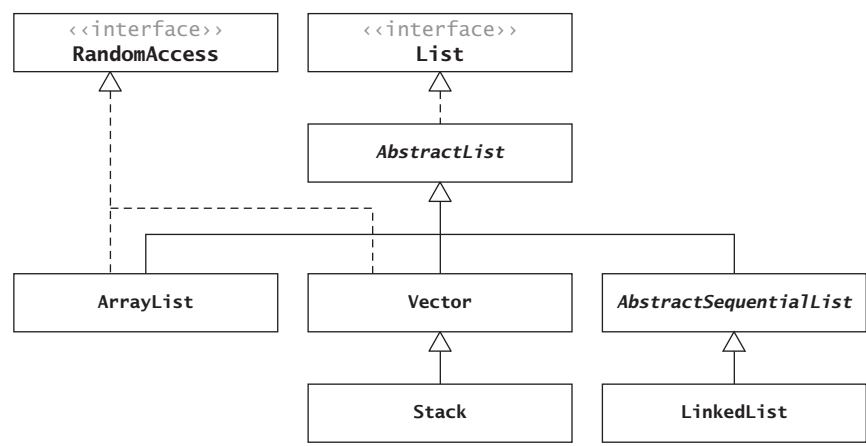 ‹‹interface›› ‹‹interface››
RandomAccess List
AbstractList
ArrayList Vector AbstractSequentialList
Stack LinkedList